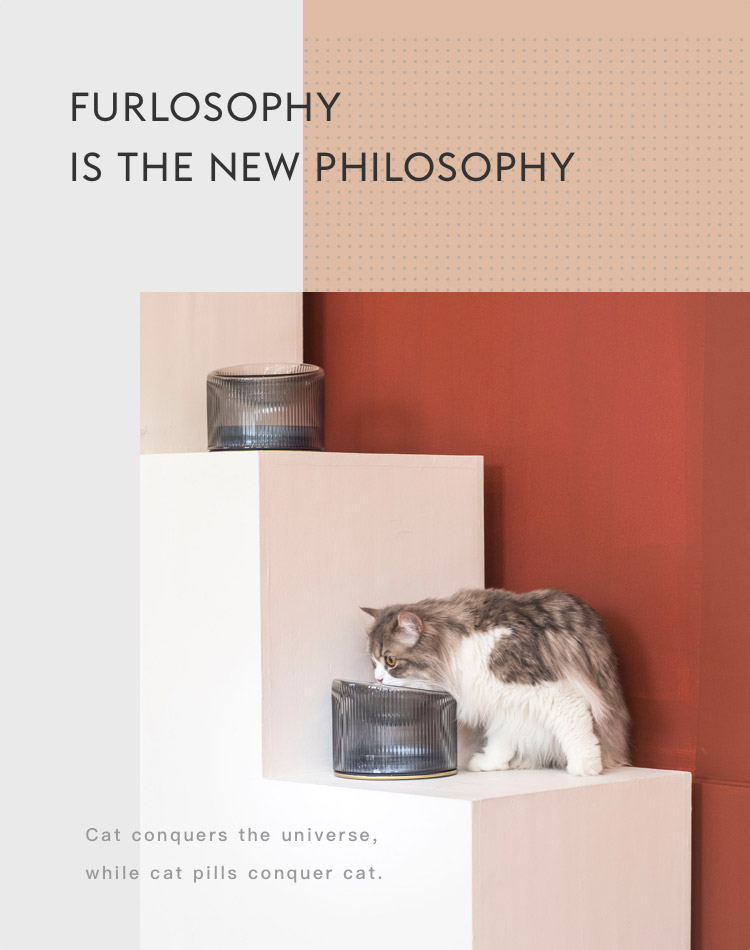 FURLOSOPHY
IS THE NEW PHILOSOPHY
Cat conquers the universe,
while cat pills conquer cat.